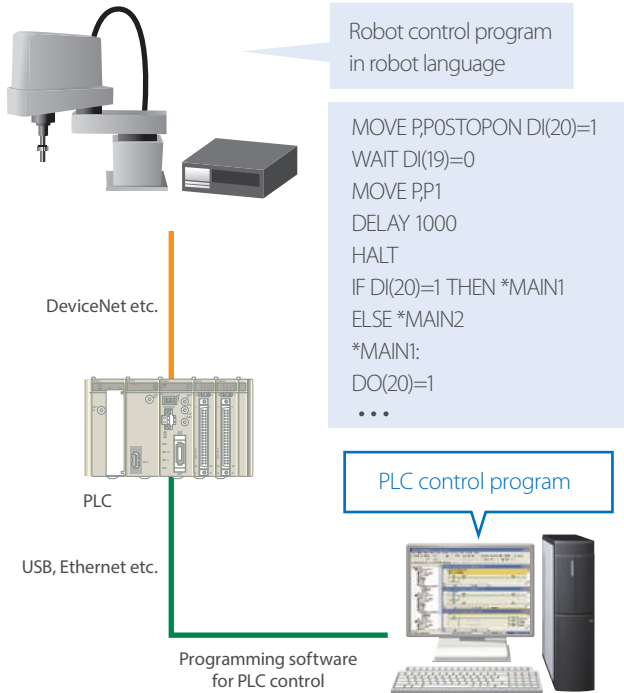 Robot control program
in robot language
MOVE P,P0STOPON DI(20)=1
WAIT DI(19)=0
MOVE P,P1
DELAY 1000
HALT
IF DI(20)=1 THEN *MAIN1
ELSE *MAIN2
*MAIN1:
DO(20)=1
• • •
DeviceNet etc.
PLC
PLC control program
USB, Ethernet etc.
Programming software
for PLC control